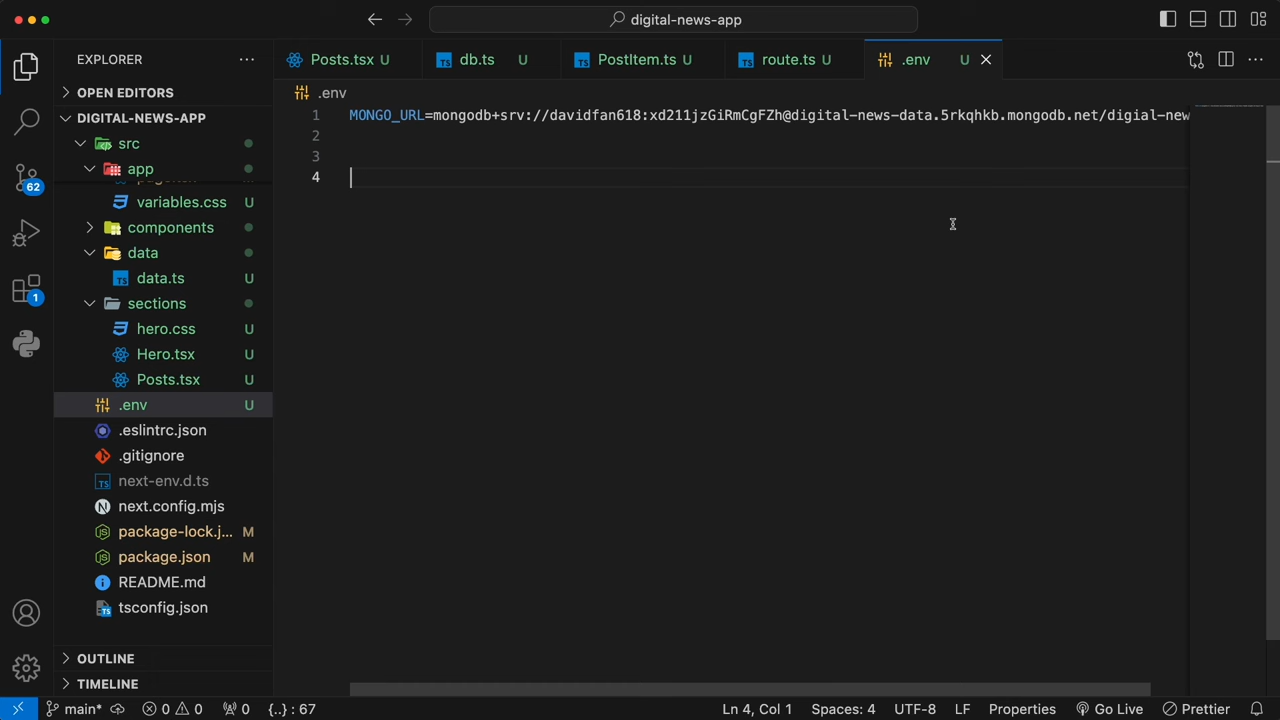 digital-news-app
EXPLORER
Posts.tsx U
db.ts U
PostItem.ts U
route.ts U
.env U
OPEN EDITORS
.env
DIGITAL-NEWS-APP
1 MONGO_URL=mongodb+srv://davidfan618:xd211jzGiRmCgFZh@digital-news-data.5rkqhkb.mongodb.net/digial-new
2
3
4
src
app
variables.css U
components
data
data.ts U
sections
hero.css U
Hero.tsx U
Posts.tsx U
.env U
.eslintrc.json
.gitignore
next-env.d.ts
next.config.mjs
package-lock.j... M
package.json M
README.md
tsconfig.json
62
1
OUTLINE
TIMELINE
main* 0 0 0 {..} : 67 Ln 4, Col 1 Spaces: 4 UTF-8 LF Properties Go Live Prettier